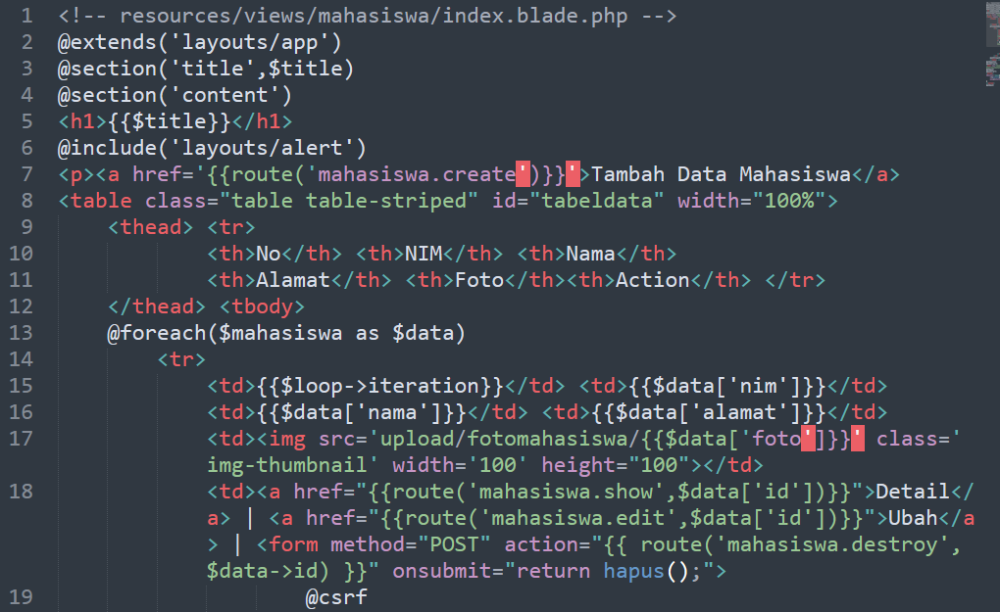 1 <!-- resources/views/mahasiswa/index.blade.php -->
2 @extends('layouts/app')
3 @section('title',$title)
4 @section('content')
5 <h1>{{$title}}</h1>
6 @include('layouts/alert')
7 <p><a href='{{route('mahasiswa.create')}}'>Tambah Data Mahasiswa</a>
8 <table class="table table-striped" id="tabeldata" width="100%">
9 <thead> <tr>
10 <th>No</th> <th>NIM</th> <th>Nama</th>
11 <th>Alamat</th> <th>Foto</th><th>Action</th> </tr>
12 </thead> <tbody>
13 @foreach($mahasiswa as $data)
14 <tr>
15 <td>{{$loop->iteration}}</td> <td>{{$data['nim']}}</td>
16 <td>{{$data['nama']}}</td> <td>{{$data['alamat']}}</td>
17 <td><img src='upload/fotomahasiswa/{{$data['foto']}}' class='
img-thumbnail' width='100' height="100"></td>
18 <td><a href="{{route('mahasiswa.show',$data['id'])}}">Detail</
a> | <a href="{{route('mahasiswa.edit',$data['id'])}}">Ubah</a
> | <form method="POST" action="{{ route('mahasiswa.destroy',
$data->id) }}" onsubmit="return hapus();">
19 @csrf